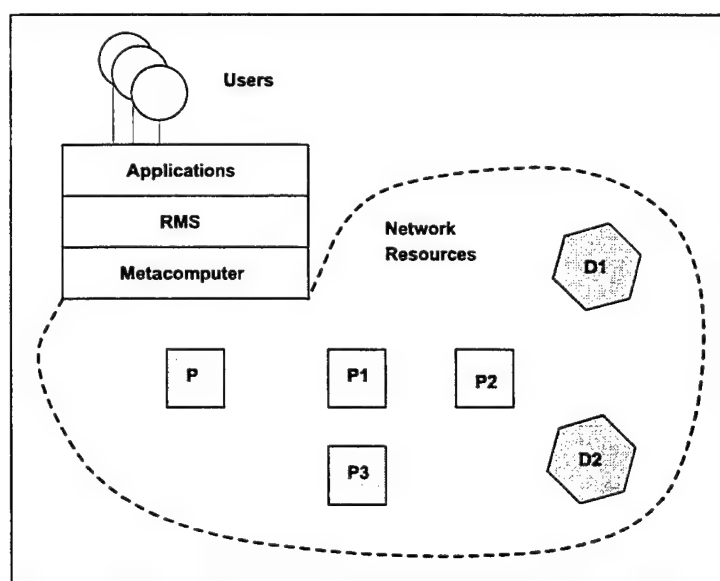 Users
Applications
RMS
Metacomputer
Network
Resources
D1
P
P1
P2
D2
P3